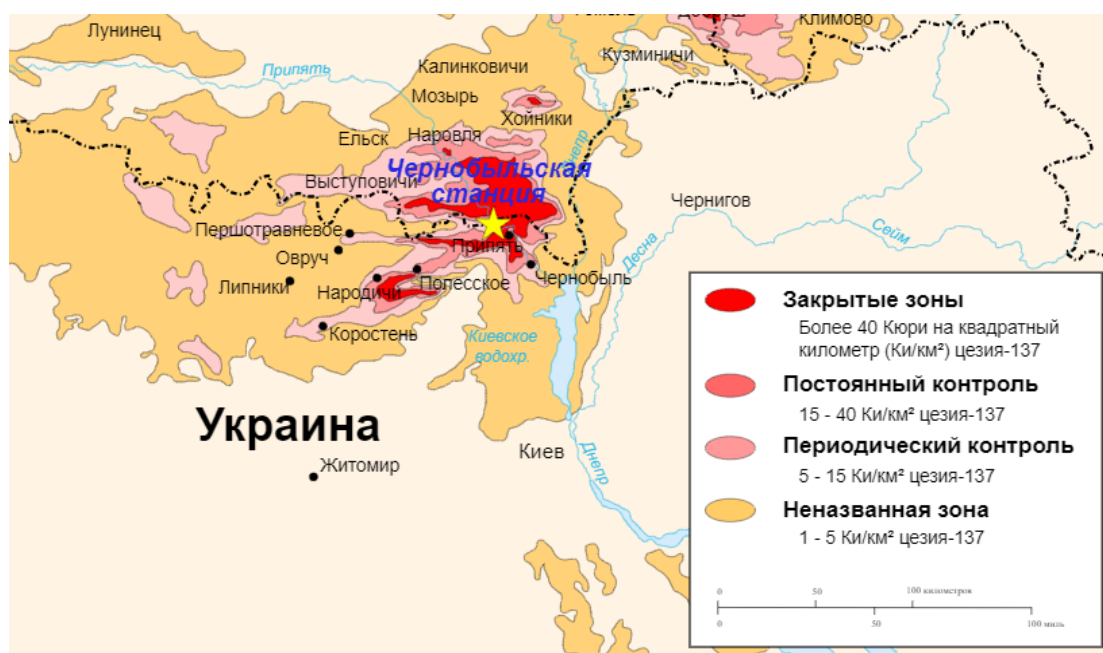 Лунинец
Климово
Кузминичи
Припять
Калинковичи
Мозырь
Хойники
Ельск
Наровля
Днепр
Чернобыльская
станция
Выступовичи
Чернигов
Першотравневое
Припять
Сейм
Десна
Овруч
Чернобыль
Липники
Народичи
Полесское
Коростень
Киевское
водохр.
Украина
Киев
Житомир
Днепр
Закрытые зоны
Более 40 Кюри на квадратный
километр (Ки/км²) цезия-137
Постоянный контроль
15 - 40 Ки/км² цезия-137
Периодический контроль
5 - 15 Ки/км² цезия-137
Неназванная зона
1 - 5 Ки/км² цезия-137
0 50 100 километров
0 50 100 миль